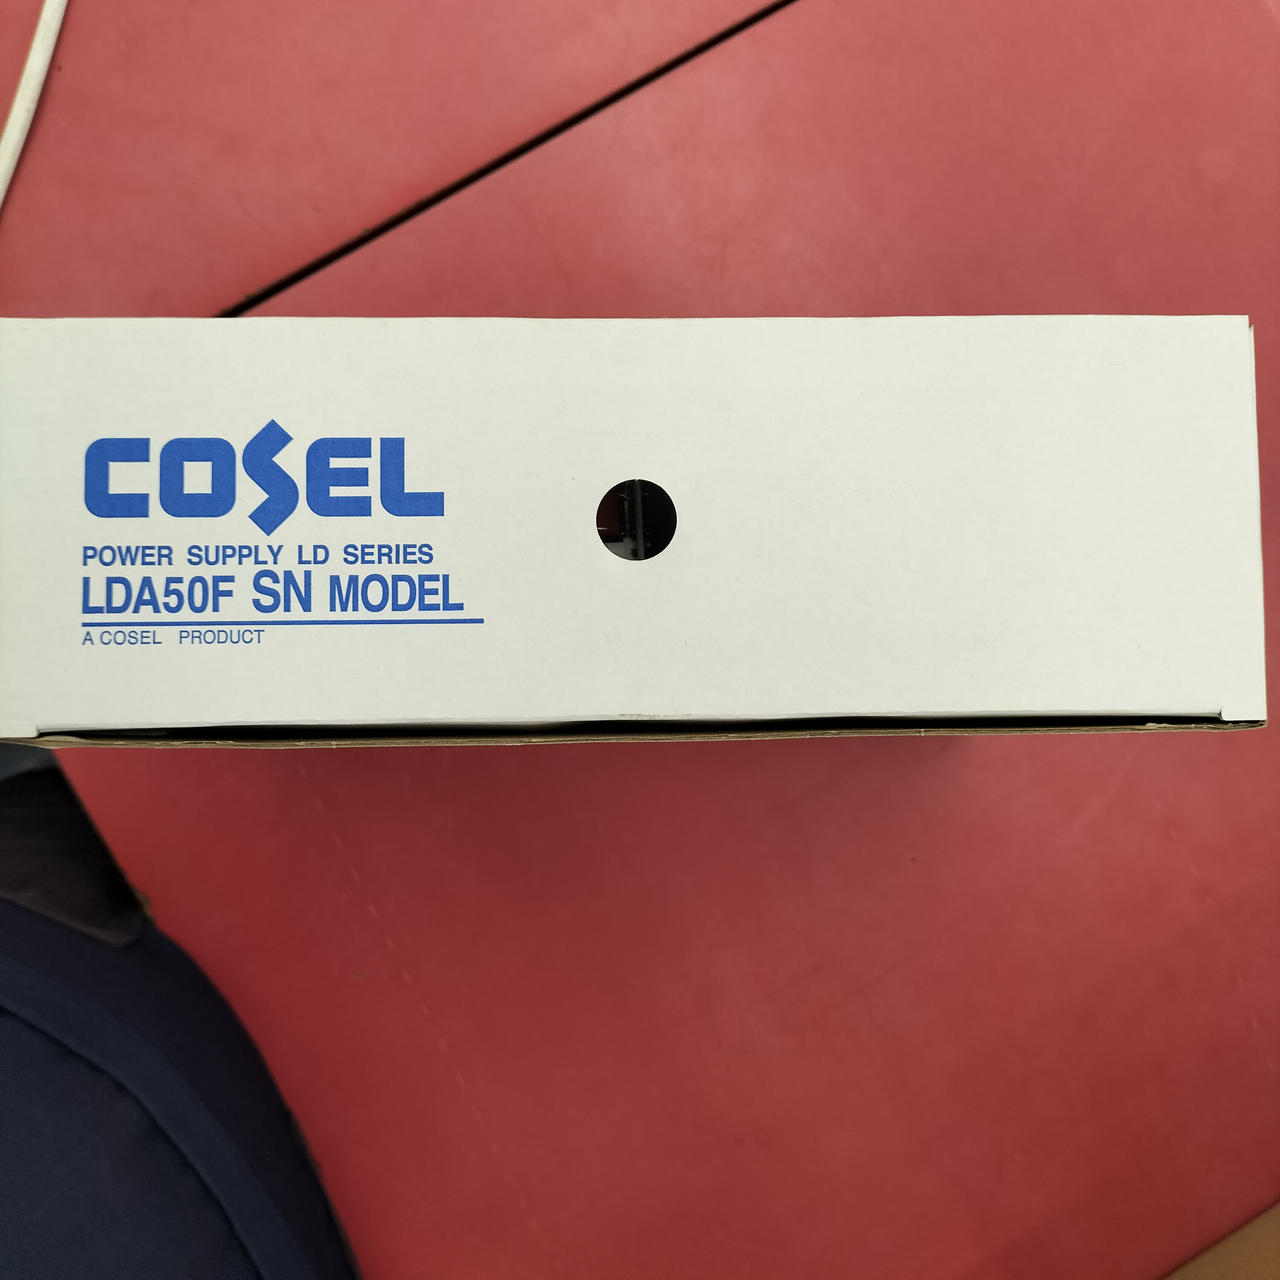 COSEL
POWER SUPPLY LD SERIES
LDA50F SN MODEL
A COSEL PRODUCT